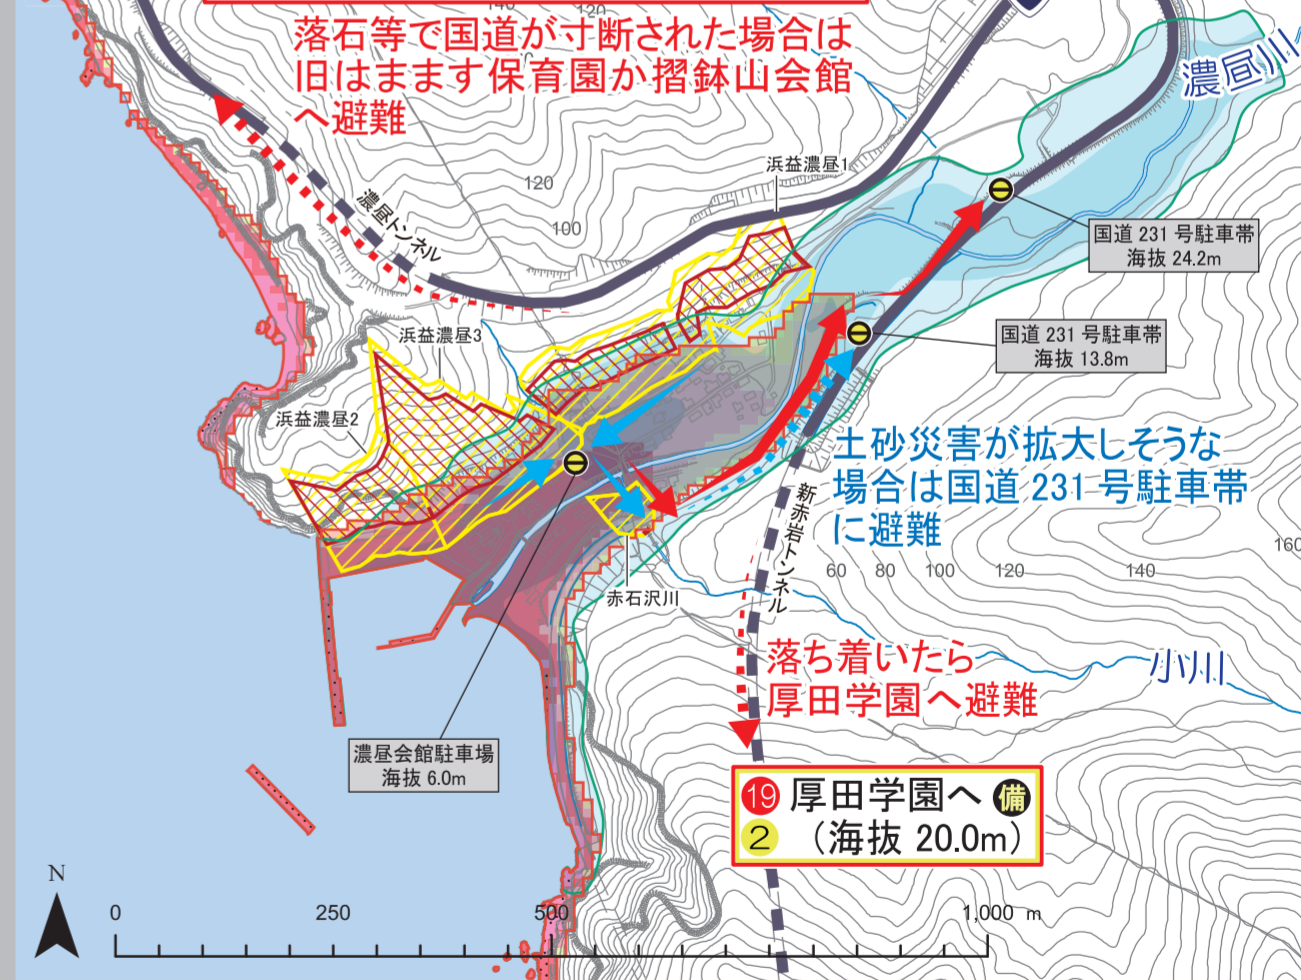 140
120
落石等で国道が寸断された場合は
旧はまます保育園か摺鉢山会館
へ避難
濃昼川
浜益濃昼1
120
濃昼トンネル
100
国道 231 号駐車帯
海抜 24.2m
浜益濃昼3
国道 231 号駐車帯
海抜 13.8m
浜益濃昼2
土砂災害が拡大しそうな
場合は国道 231 号駐車帯
に避難
新赤岩トンネル
160
60
80
100
120
140
赤石沢川
落ち着いたら
厚田学園へ避難
小川
濃昼会館駐車場
海抜 6.0m
19 厚田学園へ 備
2 (海抜 20.0m)
N
0
250
500
1,000 m